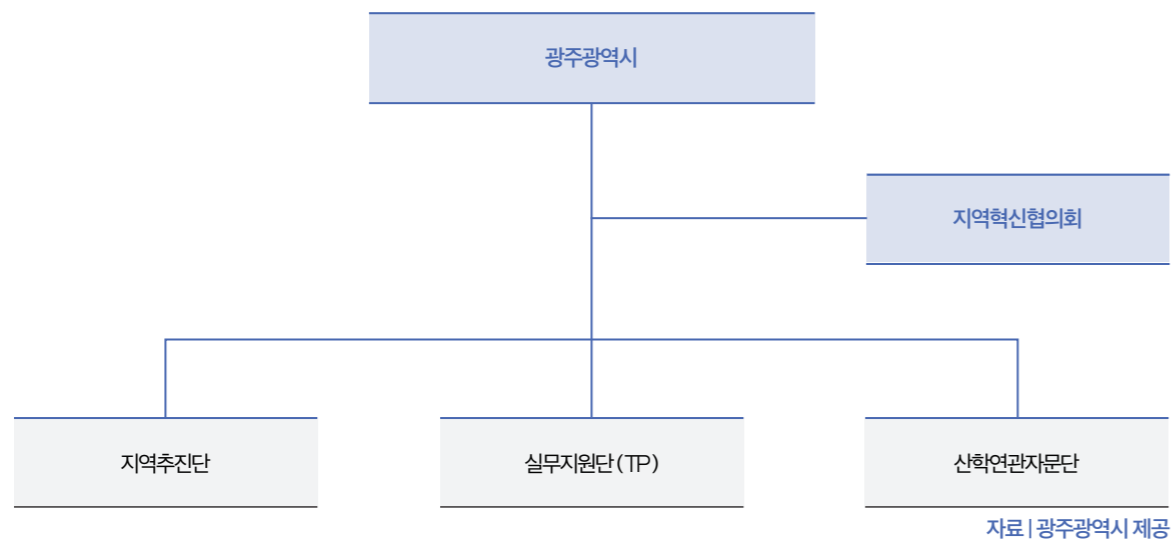 광주광역시
지역혁신협의회
지역추진단
실무지원단(TP)
산학연관자문단
자료 | 광주광역시 제공